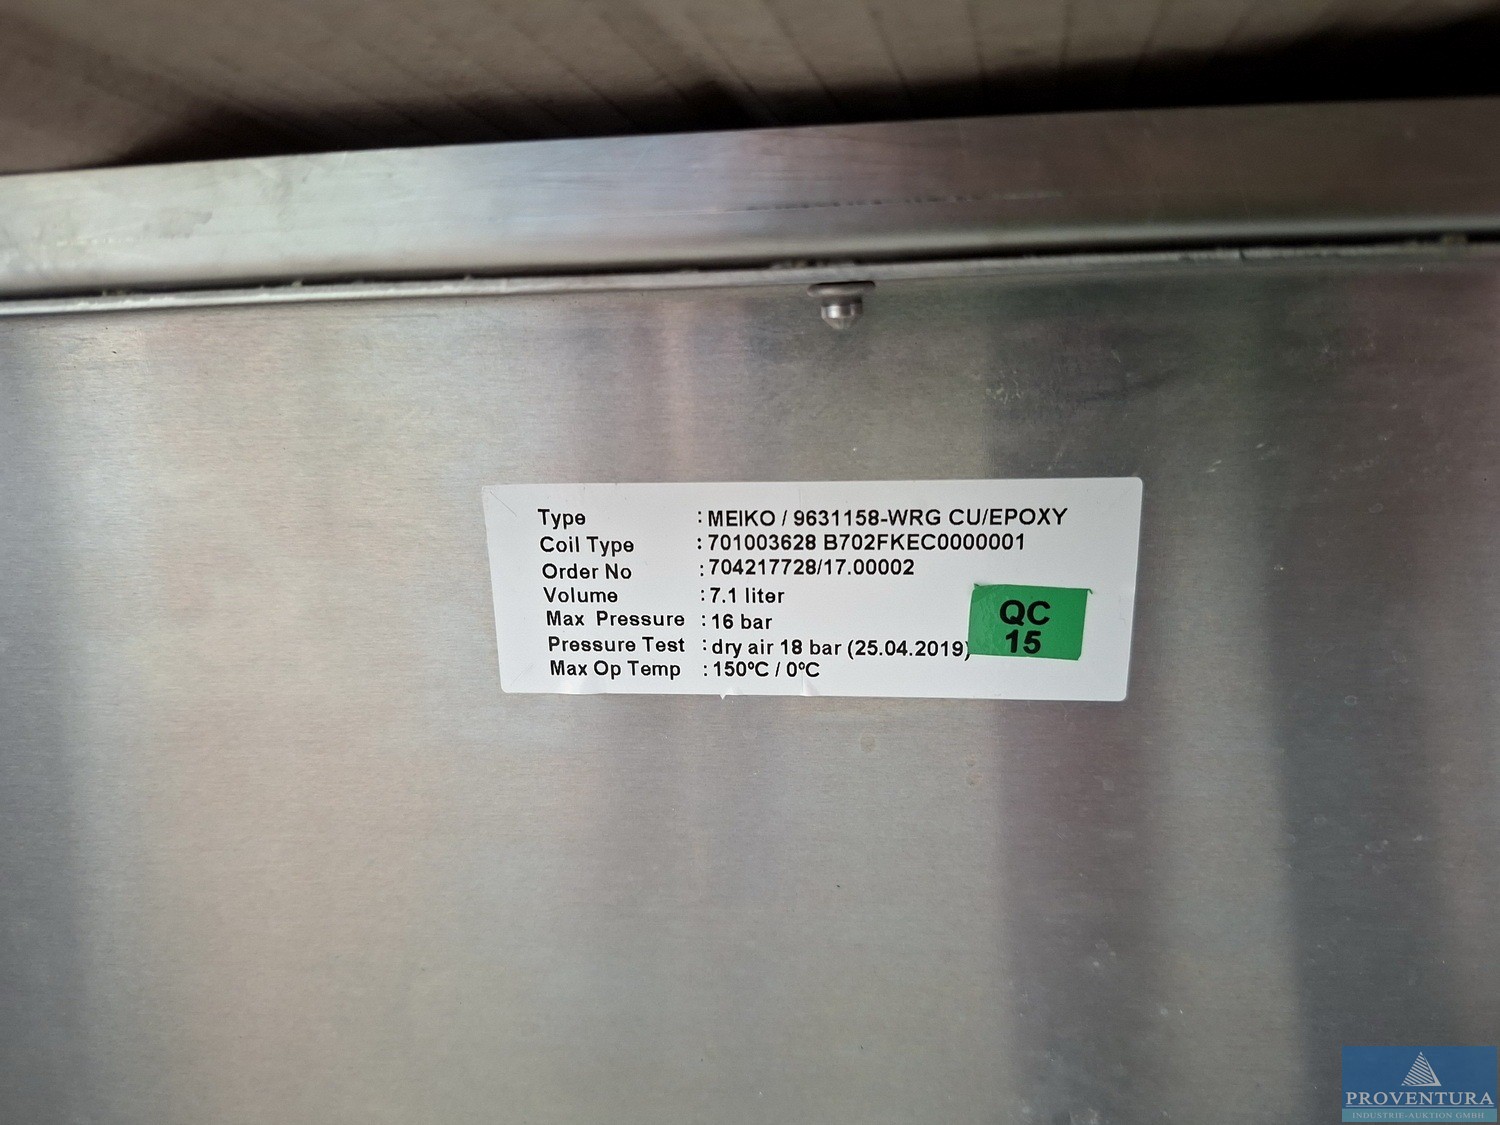 Type : MEIKO / 9631158-WRG CU/EPOXY
Coil Type : 701003628 B702FKEC0000001
Order No : 704217728/17.00002
Volume : 7.1 liter
Max Pressure : 16 bar
Pressure Test : dry air 18 bar (25.04.2019)
Max Op Temp : 150ºC / 0ºC
QC
15
PROVENTURA
INDUSTRIE-AUKTION GMBH